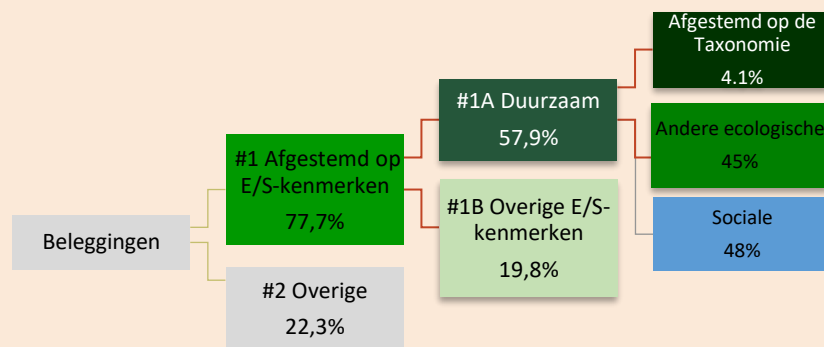 Beleggingen
#1 Afgestemd op
E/S-kenmerken
77,7%
#2 Overige
22,3%
#1A Duurzaam
57,9%
#1B Overige E/S-
kenmerken
19,8%
Afgestemd op de
Taxonomie
4.1%
Andere ecologische
45%
Sociale
48%